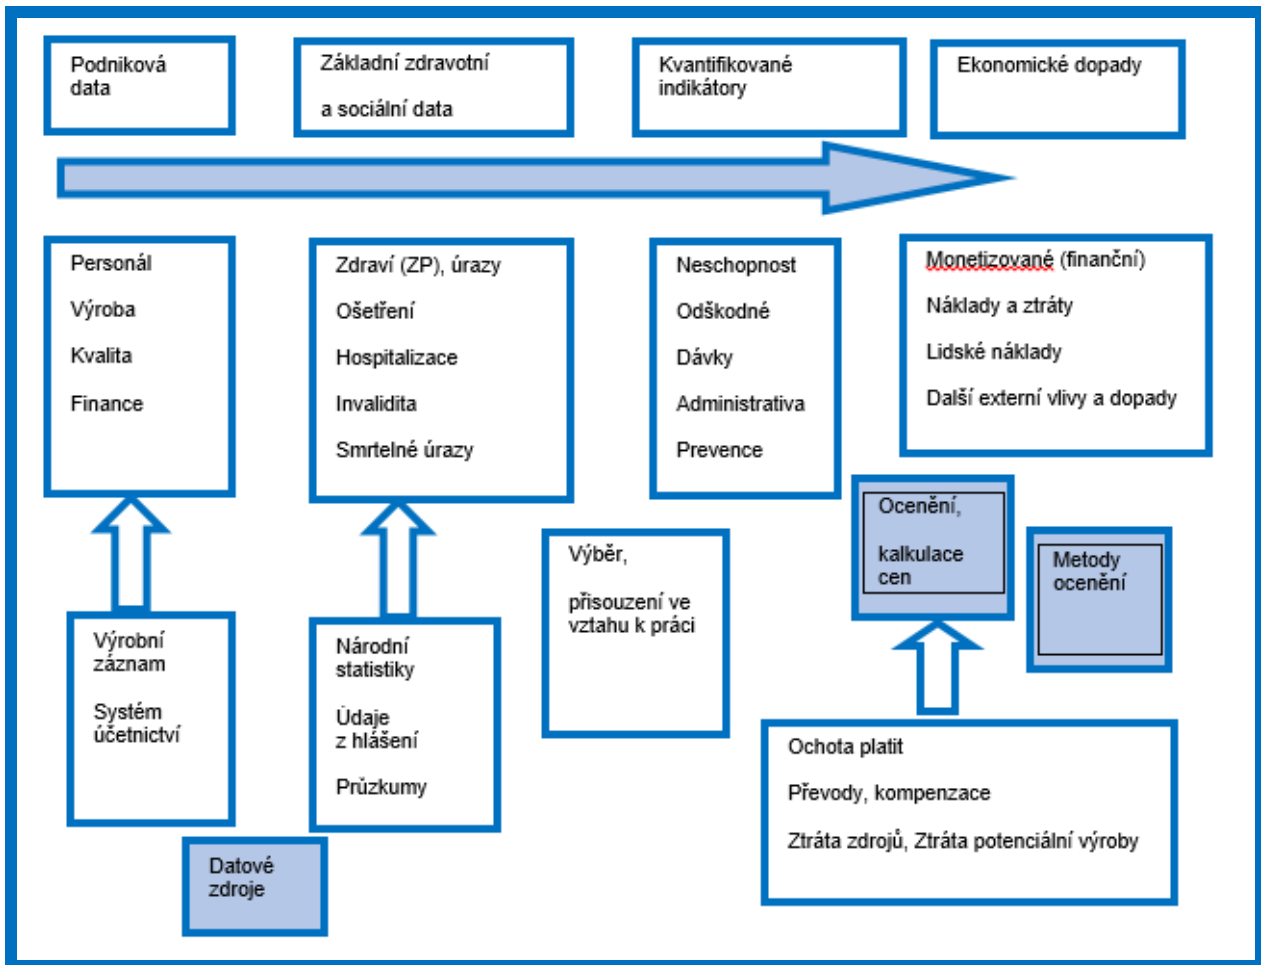 Podniková
data
Základní zdravotní
a sociální data
Kvantifikované
indikátory
Ekonomické dopady
Personál
Výroba
Kvalita
Finance
Zdraví (ZP), úrazy
Ošetření
Hospitalizace
Invalidita
Smrtelné úrazy
Neschopnost
Odškodné
Dávky
Administrativa
Prevence
Monetizované (finanční)
Náklady a ztráty
Lidské náklady
Další externí vlivy a dopady
Výrobní
záznam
Systém
účetnictví
Národní
statistiky
Údaje
z hlášení
Průzkumy
Výběr,
přisouzení ve
vztahu k práci
Ocenění,
kalkulace
cen
Metody
ocenění
Ochota platit
Převody, kompenzace
Ztráta zdrojů, Ztráta potenciální výroby
Datové
zdroje